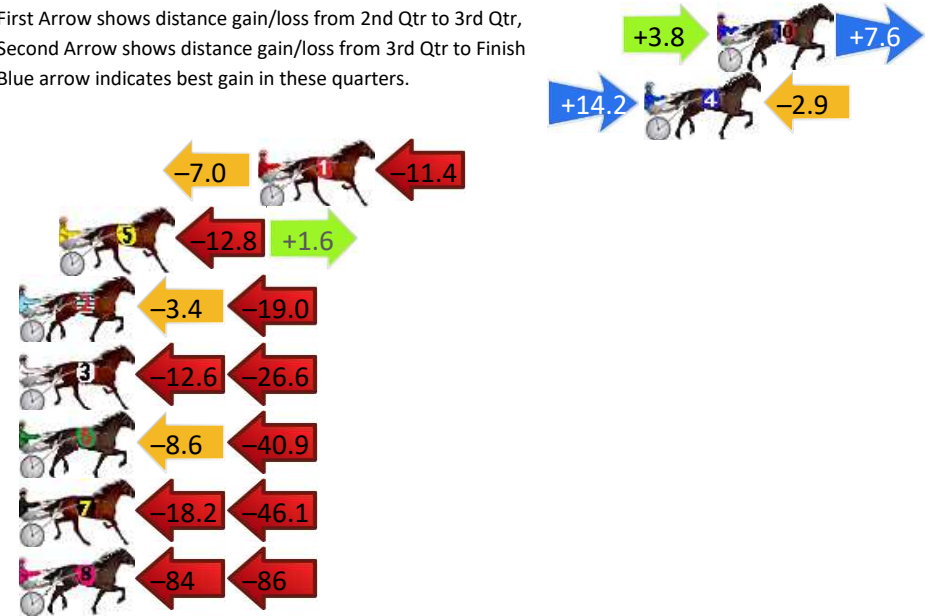 First Arrow shows distance gain/loss from 2nd Qtr to 3rd Qtr,
Second Arrow shows distance gain/loss from 3rd Qtr to Finish
Blue arrow indicates best gain in these quarters.
+3.8 10 +7.6
+14.2 4 –2.9
–7.0 1 –11.4
5 –12.8 +1.6
2 –3.4 –19.0
3 –12.6 –26.6
6 –8.6 –40.9
7 –18.2 –46.1
8 –84 –86